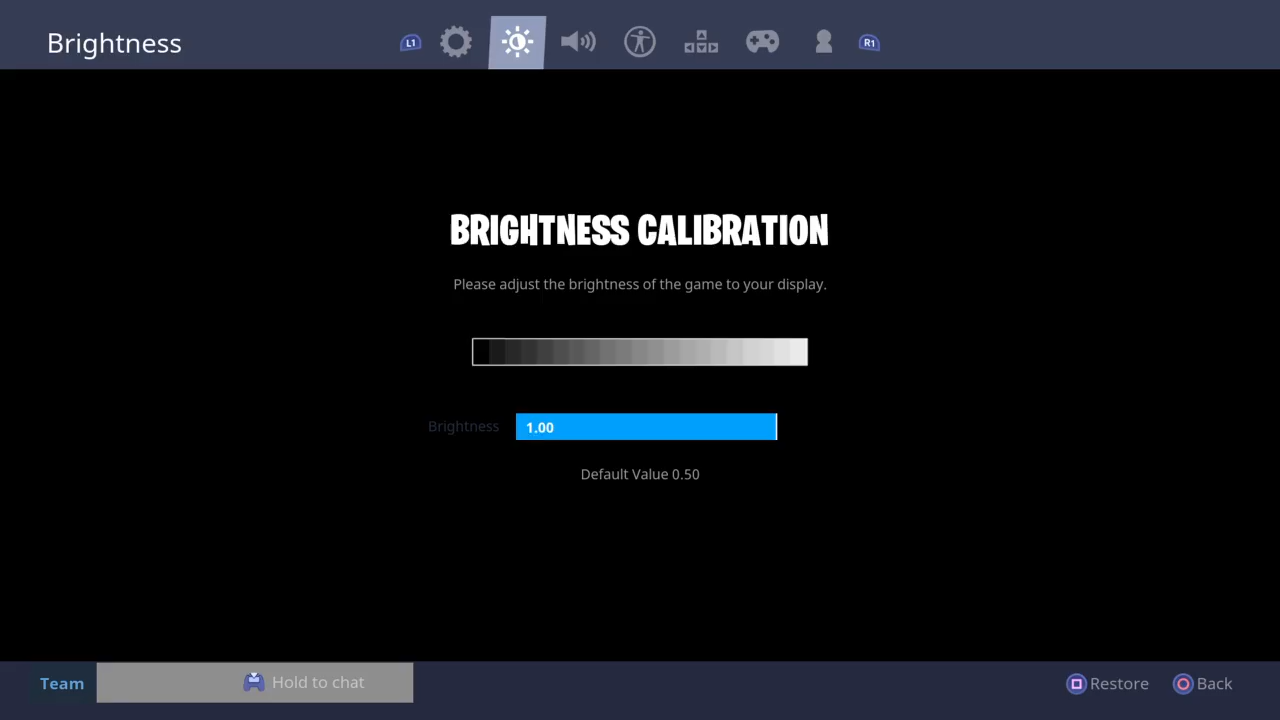 Brightness
L1
R1
BRIGHTNESS CALIBRATION
Please adjust the brightness of the game to your display.
Brightness 1.00
Default Value 0.50
Team Hold to chat Restore Back